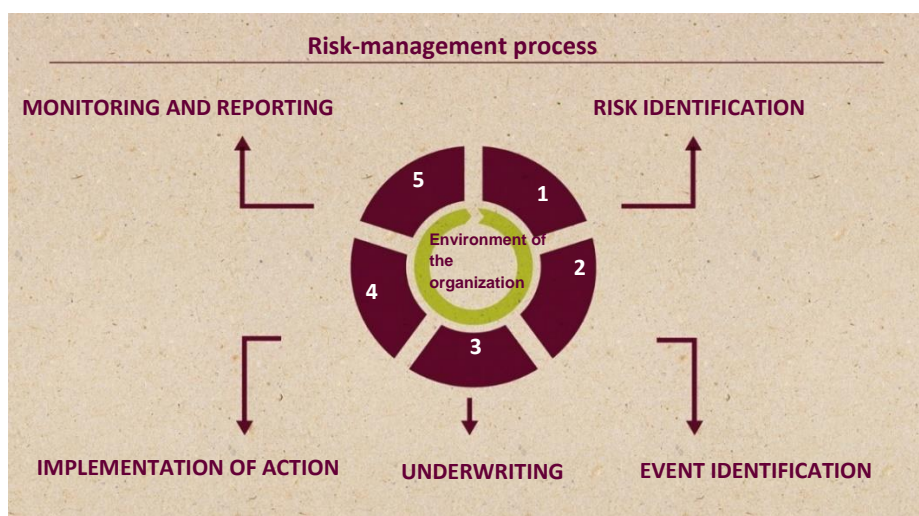 Risk-management process
MONITORING AND REPORTING
RISK IDENTIFICATION
5
1
Environment of
the
organization
2
4
3
IMPLEMENTATION OF ACTION
UNDERWRITING
EVENT IDENTIFICATION